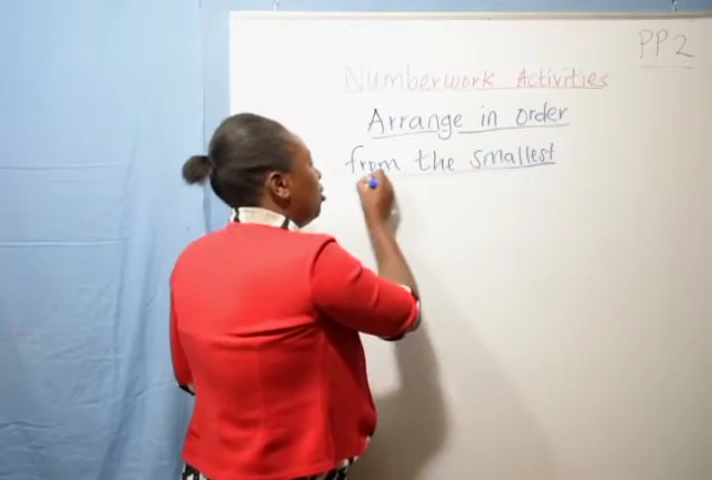 PP2
Numberwork Activities
Arrange in order
from the smallest